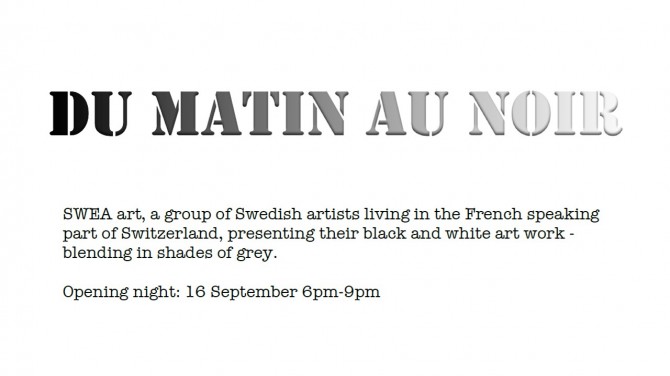 DU MATIN AU NOIR
SWEA art, a group of Swedish artists living in the French speaking
part of Switzerland, presenting their black and white art work -
blending in shades of grey.
Opening night: 16 September 6pm-9pm